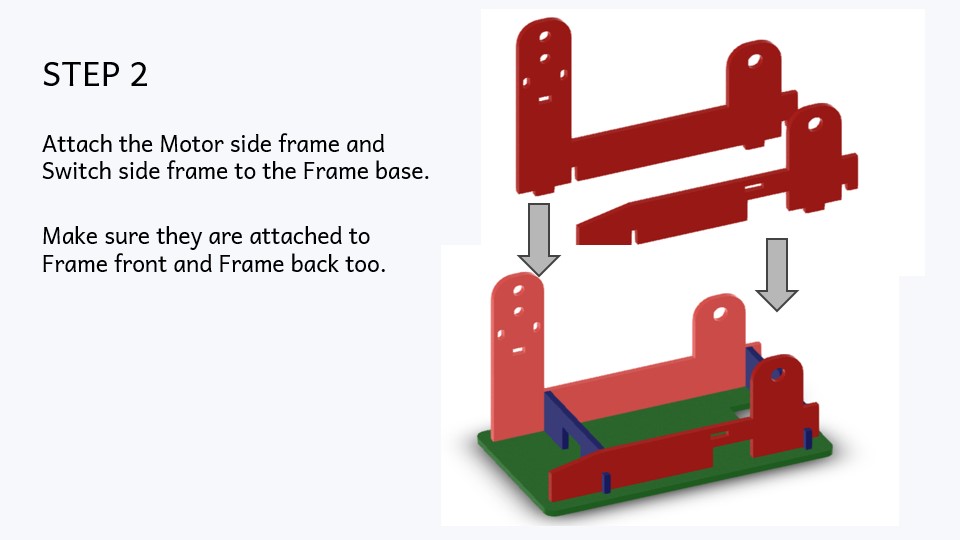 STEP 2
Attach the Motor side frame and
Switch side frame to the Frame base.
Make sure they are attached to
Frame front and Frame back too.